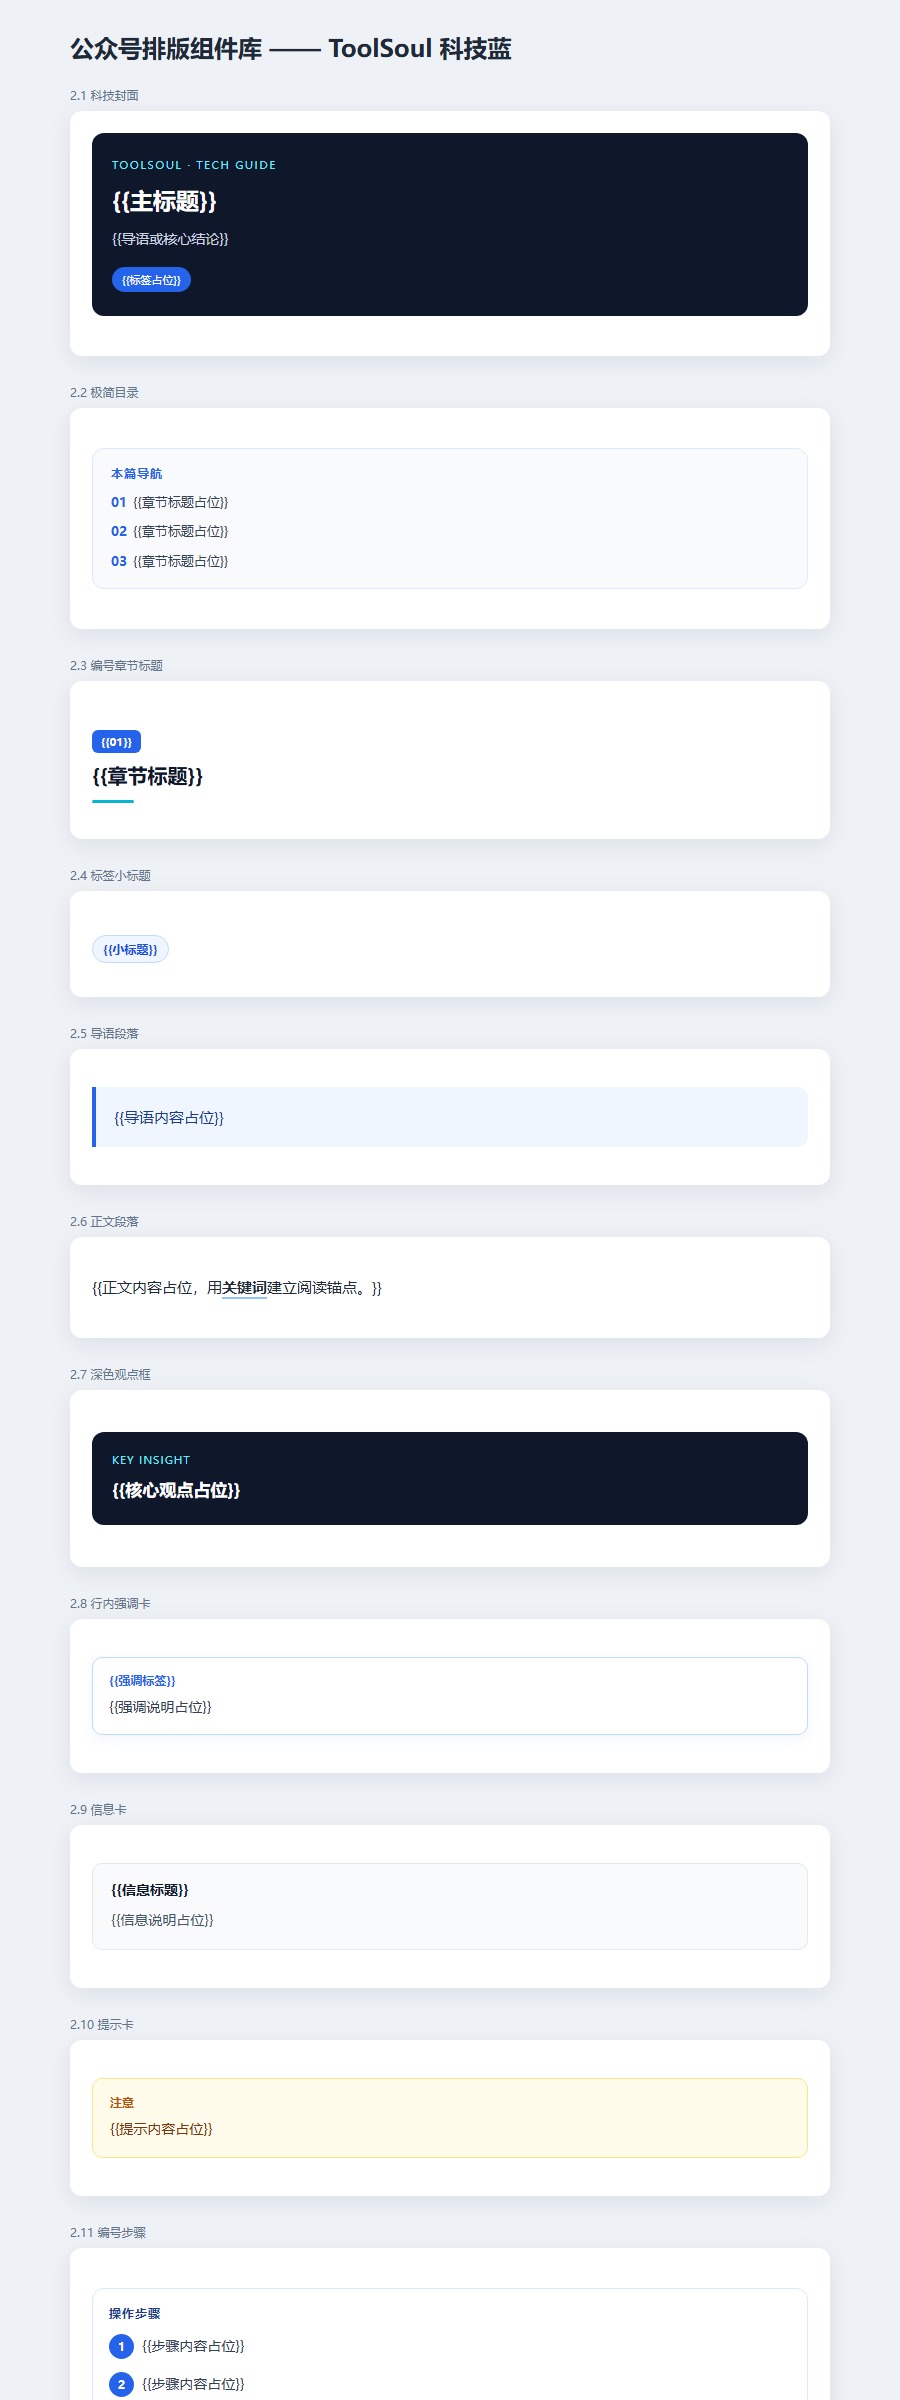 公众号排版组件库 —— ToolSoul 科技蓝
2.1 科技封面
TOOLSOUL · TECH GUIDE
{{主标题}}
{{导语或核心结论}}
{{标签占位}}
2.2 极简目录
本篇导航
01 {{章节标题占位}}
02 {{章节标题占位}}
03 {{章节标题占位}}
2.3 编号章节标题
{{01}}
{{章节标题}}
2.4 标签小标题
{{小标题}}
2.5 导语段落
{{导语内容占位}}
2.6 正文段落
{{正文内容占位，用关键词建立阅读锚点。}}
2.7 深色观点框
KEY INSIGHT
{{核心观点占位}}
2.8 行内强调卡
{{强调标签}}
{{强调说明占位}}
2.9 信息卡
{{信息标题}}
{{信息说明占位}}
2.10 提示卡
注意
{{提示内容占位}}
2.11 编号步骤
操作步骤
1 {{步骤内容占位}}
2 {{步骤内容占位}}